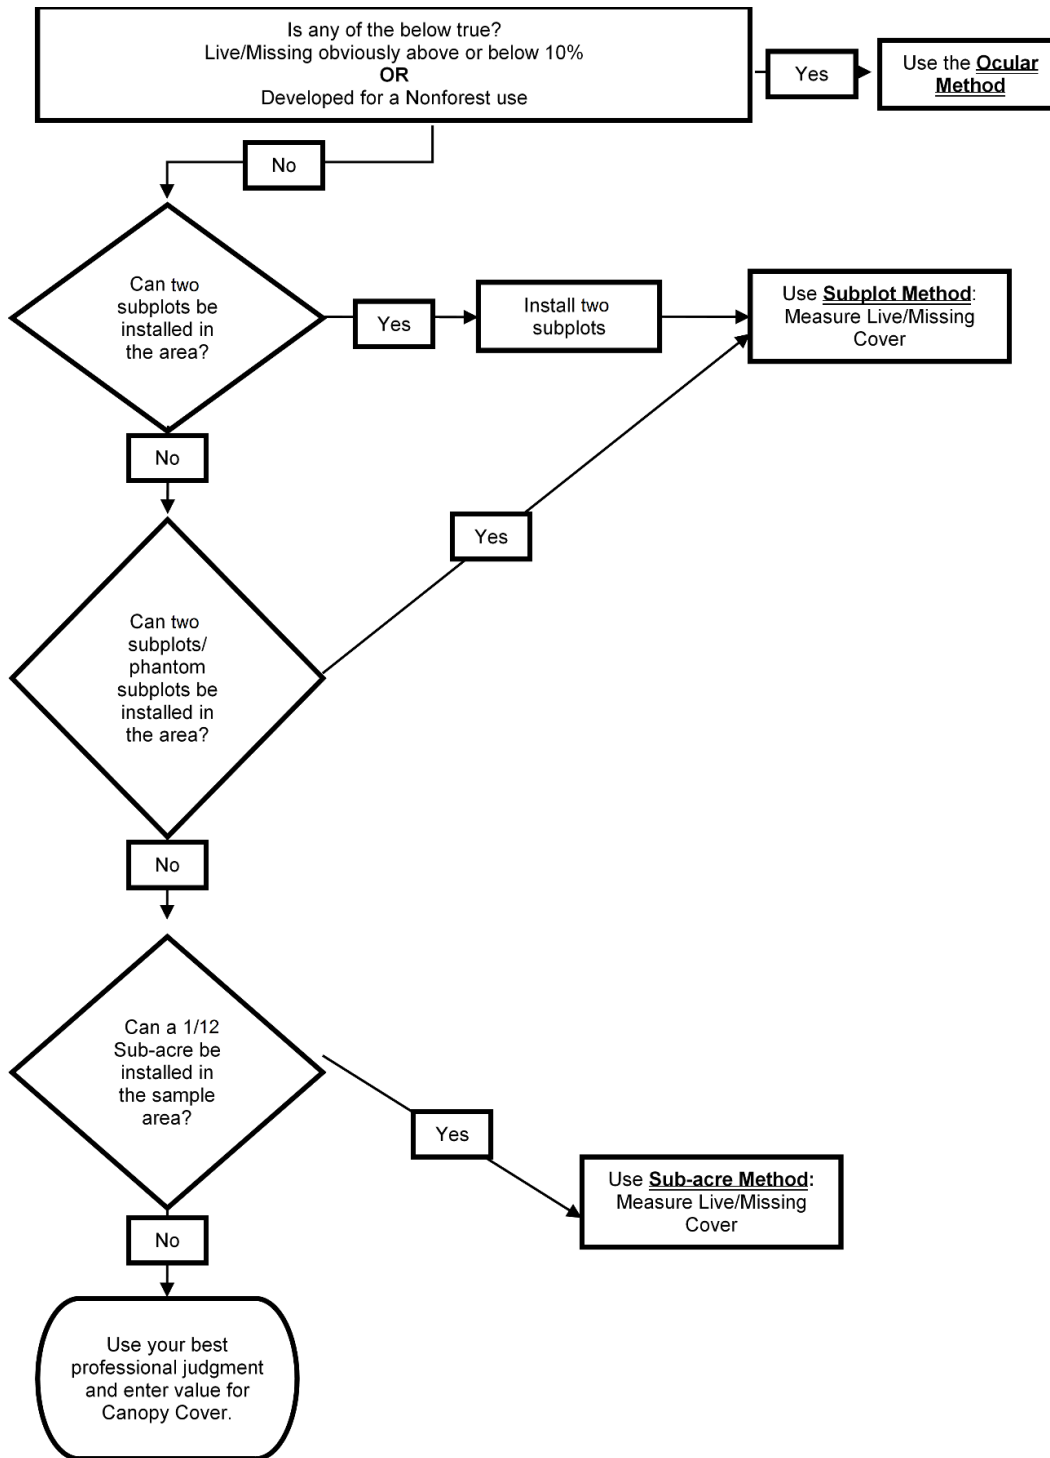 Is any of the below true?
Live/Missing obviously above or below 10%
OR
Developed for a Nonforest use
Yes
Use the Ocular
Method
No
Can two
subplots be
installed in
the area?
Yes
Install two
subplots
Use Subplot Method:
Measure Live/Missing
Cover
No
Can two
subplots/
phantom
subplots be
installed in
the area?
Yes
No
Can a 1/12
Sub-acre be
installed in
the sample
area?
Yes
Use Sub-acre Method:
Measure Live/Missing
Cover
No
Use your best
professional judgment
and enter value for
Canopy Cover.